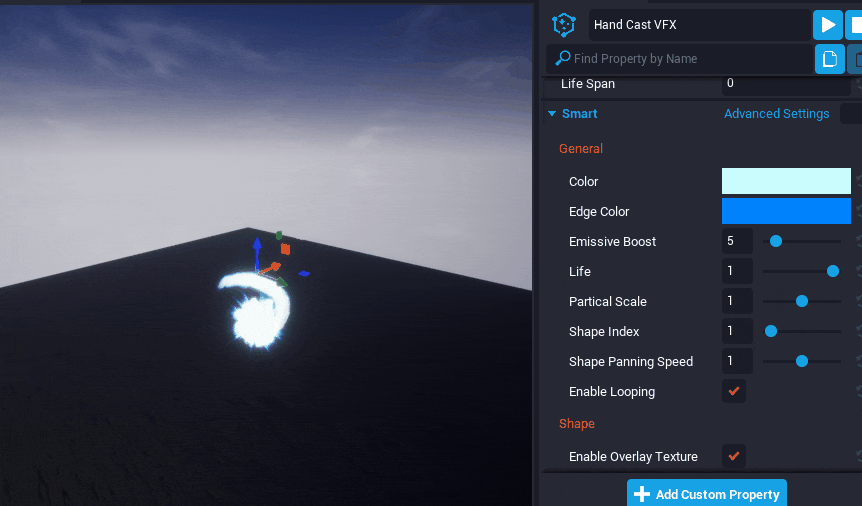 Hand Cast VFX
Find Property by Name
Life Span 0
Smart Advanced Settings
General
Color
Edge Color
Emissive Boost 5
Life 1
Partical Scale 1
Shape Index 1
Shape Panning Speed 1
Enable Looping
Shape
Enable Overlay Texture
Add Custom Property